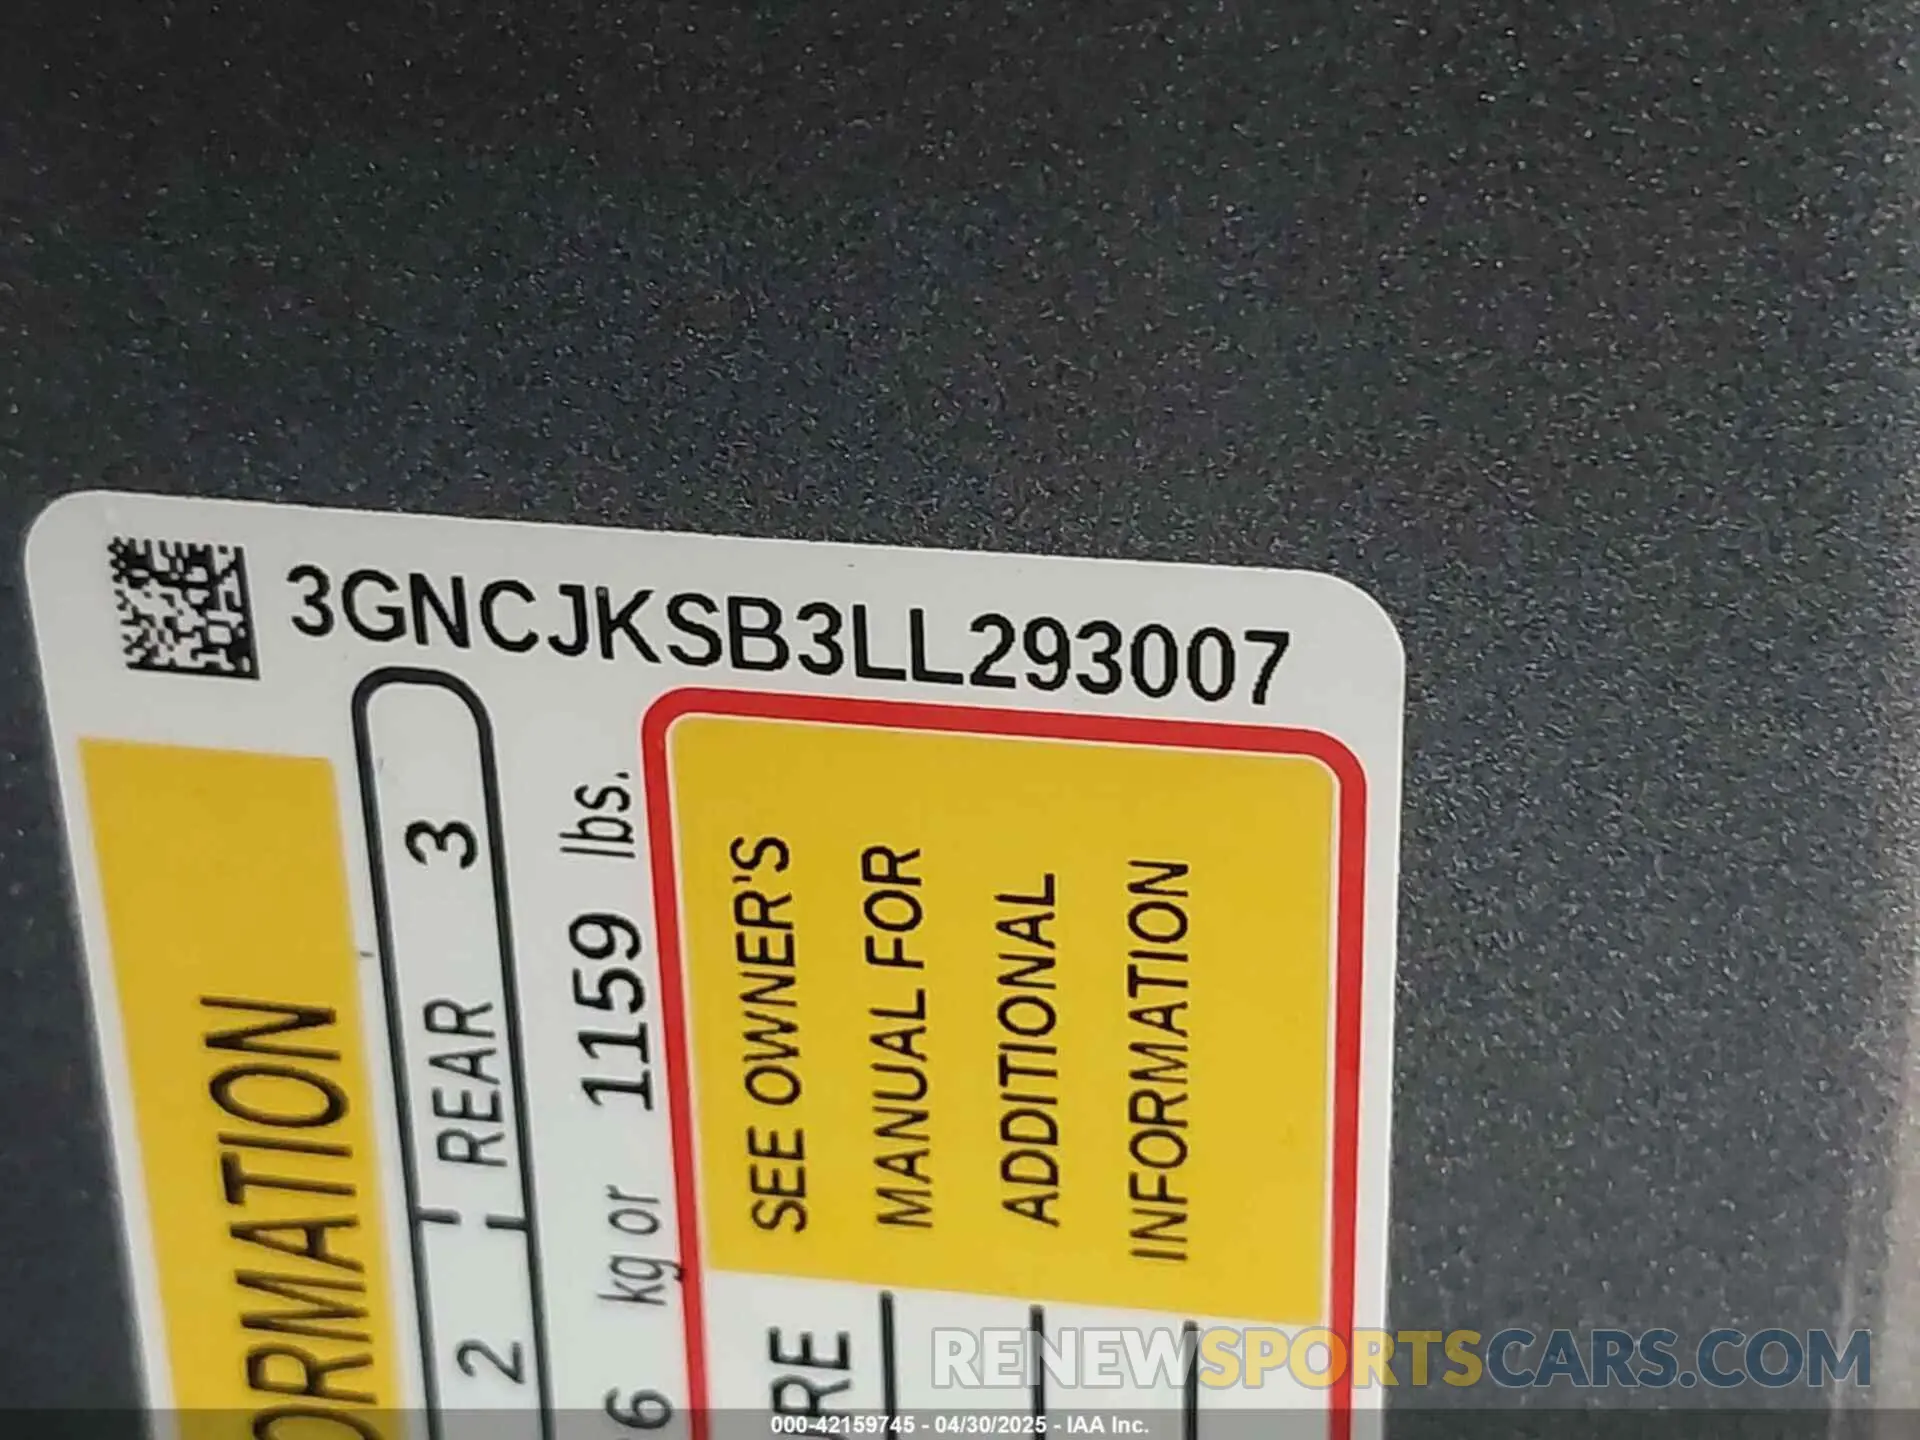 3GNCJKSB3LL293007
ORMATION
2 REAR 3
6 kg or 1159 lbs.
SEE OWNER'S
MANUAL FOR
ADDITIONAL
INFORMATION
RENEWSPORTSCARS.COM
000-42159745 - 04/30/2025 - IAA Inc.